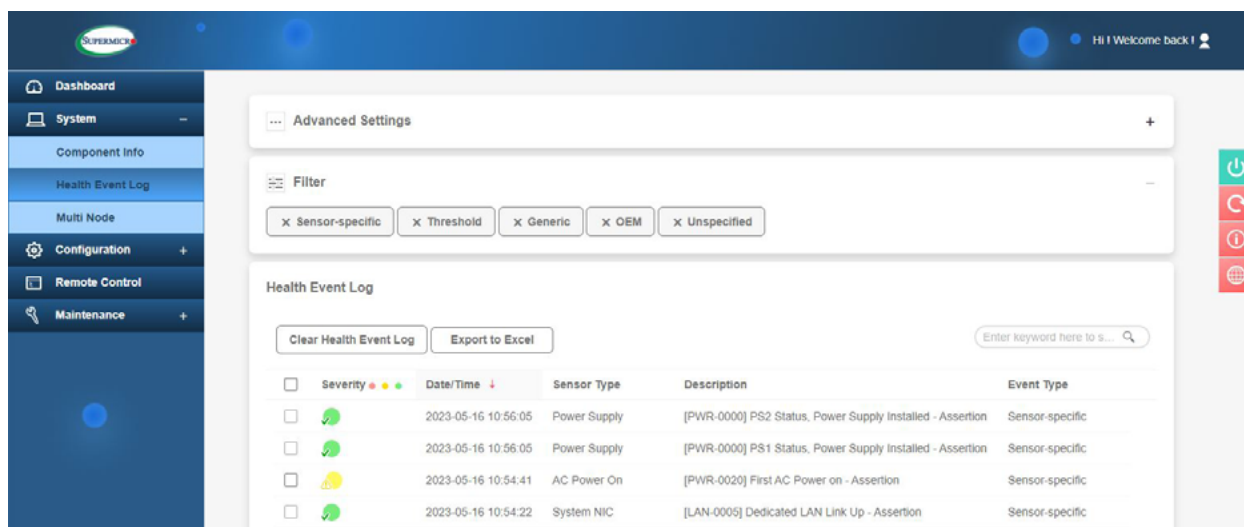 SUPERMICR
Hi ! Welcome back !
Dashboard
System
Component Info
Health Event Log
Multi Node
Configuration
Remote Control
Maintenance
Advanced Settings
Filter
Sensor-specific Threshold Generic OEM Unspecified
Health Event Log
Clear Health Event Log Export to Excel Enter keyword here to s...
Severity Date/Time Sensor Type Description Event Type
2023-05-16 10:56:05 Power Supply [PWR-0000] PS2 Status, Power Supply Installed - Assertion Sensor-specific
2023-05-16 10:56:05 Power Supply [PWR-0000] PS1 Status, Power Supply Installed - Assertion Sensor-specific
2023-05-16 10:54:41 AC Power On [PWR-0020] First AC Power on - Assertion Sensor-specific
2023-05-16 10:54:22 System NIC [LAN-0005] Dedicated LAN Link Up - Assertion Sensor-specific